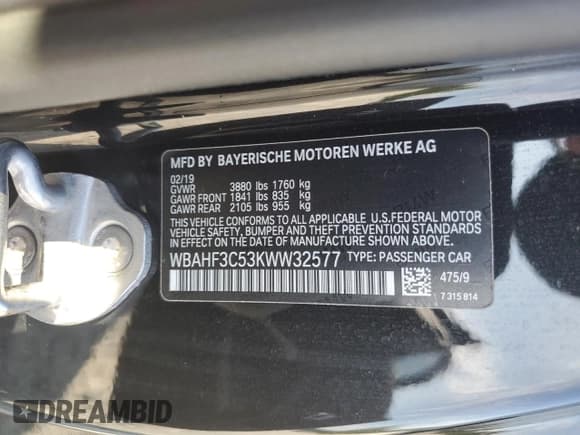 MFD BY BAYERISCHE MOTOREN WERKE AG
02/19
GVWR 3880 lbs 1760 kg
GAWR FRONT 1841 lbs 835 kg
GAWR REAR 2105 lbs 955 kg
THIS VEHICLE CONFORMS TO ALL APPLICABLE U.S.FEDERAL MOTOR
VEHICLE SAFETY, BUMPER AND THEFT PREVENTION STANDARDS
IN EFFECT ON THE DATE OF MANUFACTURE SHOWN ABOVE.
WBAHF3C53KWW32577 TYPE: PASSENGER CAR
475/9
7 315 814
DREAMBID